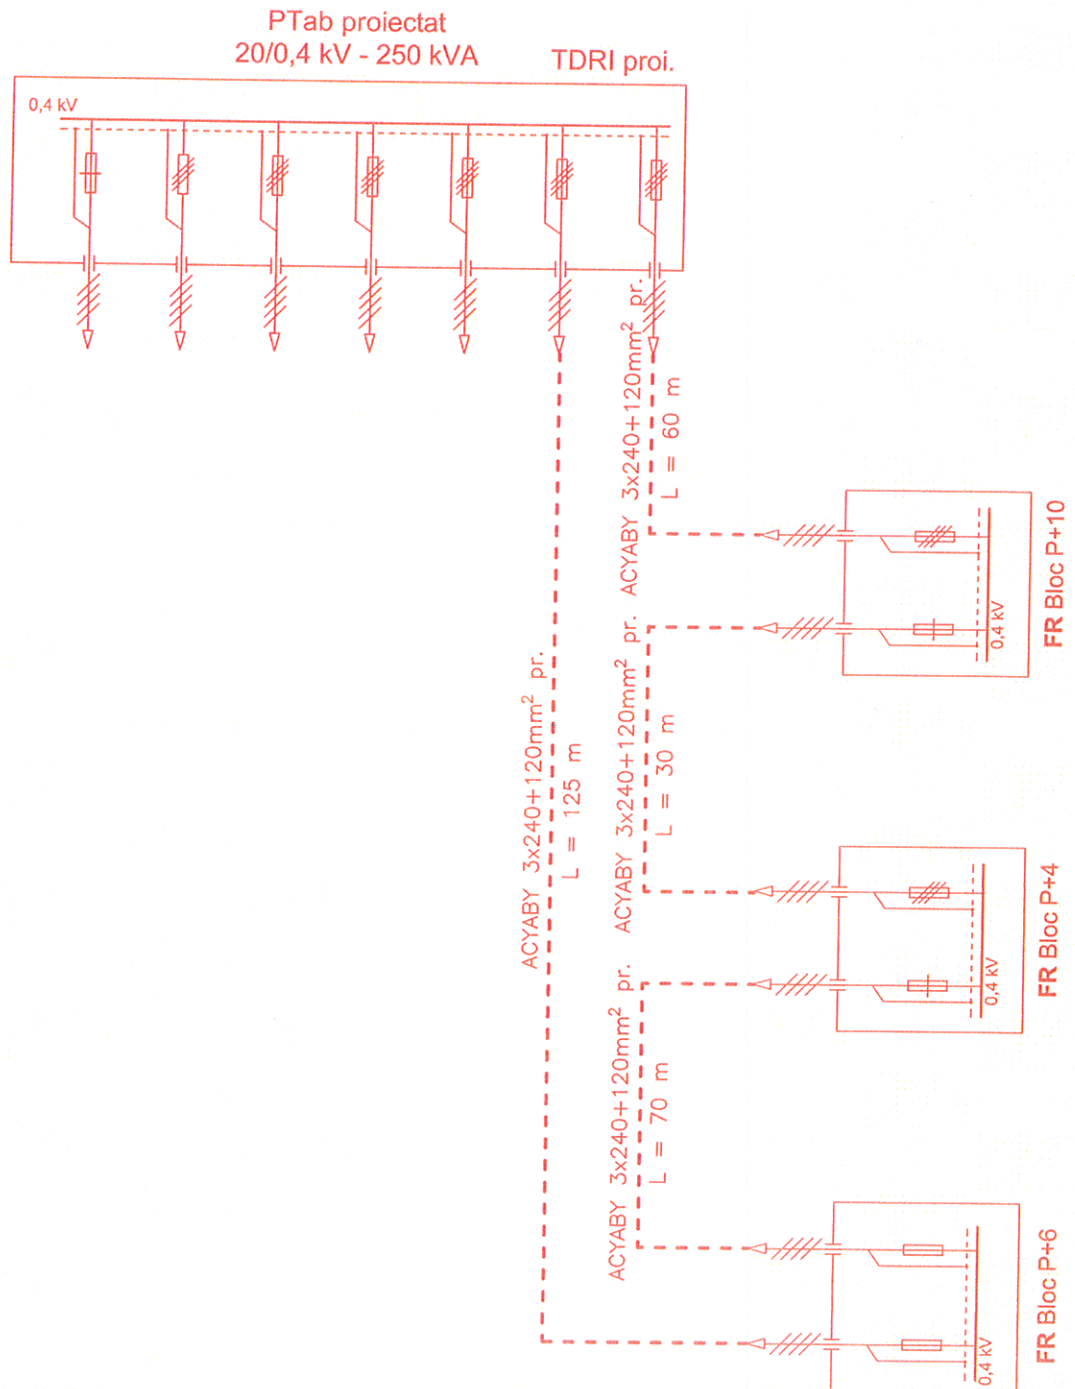 PTab proiectat
20/0,4 kV - 250 kVA
TDRI proi.
0,4 kV
ACYABY 3x240+120mm² pr.
L = 60 m
FR Bloc P+10
0,4 kV
ACYABY 3x240+120mm² pr.
L = 30 m
ACYABY 3x240+120mm² pr.
L = 125 m
FR Bloc P+4
0,4 kV
ACYABY 3x240+120mm² pr.
L = 70 m
FR Bloc P+6
0,4 kV